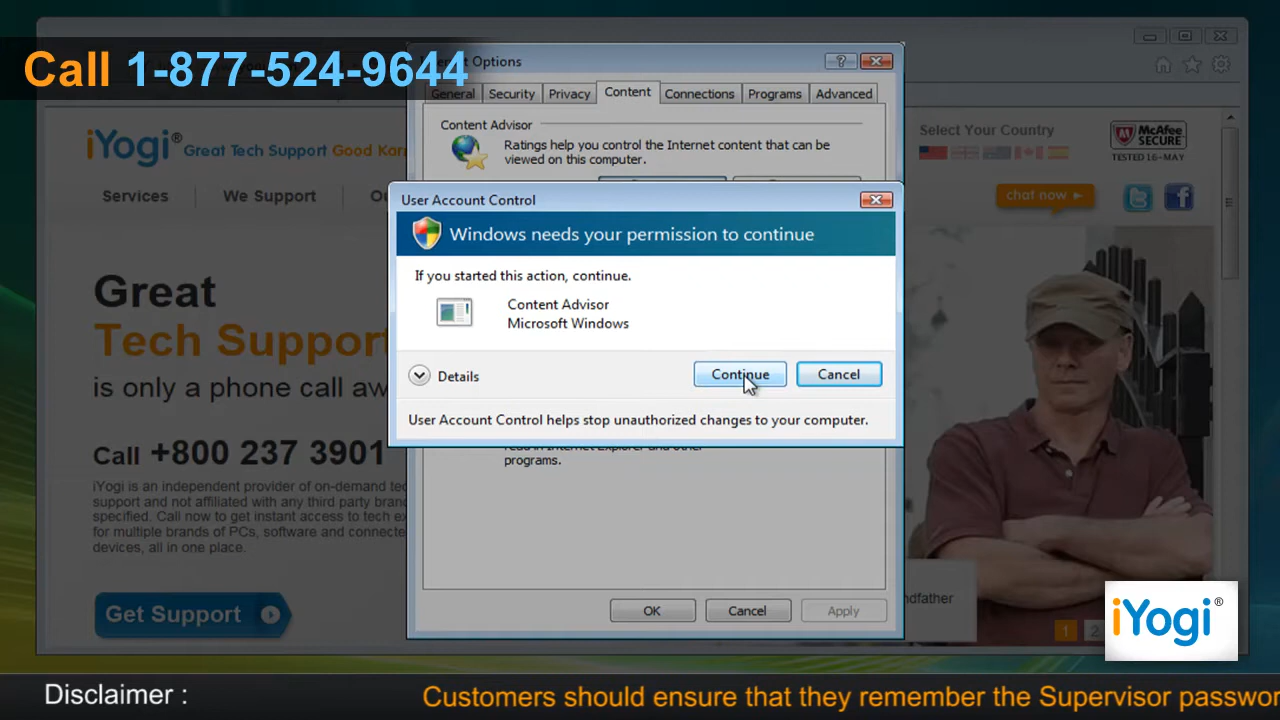 Call 1-877-524-9644
Options
General Security Privacy Content Connections Programs Advanced
Content Advisor
Ratings help you control the Internet content that can be
viewed on this computer.
iYogi® Great Tech Support Good Kar
Select Your Country
McAfee
SECURE
TESTED 16-MAY
Services
We Support
chat now
User Account Control
Windows needs your permission to continue
If you started this action, continue.
Content Advisor
Microsoft Windows
Details
Continue
Cancel
User Account Control helps stop unauthorized changes to your computer.
Great
Tech Support
is only a phone call aw
Call +800 237 3901
iYogi is an independent provider of on-demand te
support and not affiliated with any third party bran
specified. Call now to get instant access to tech ex
for multiple brands of PCs, software and connecte
devices, all in one place.
Get Support
programs.
OK
Cancel
Apply
ndfather
1 2
iYogi®
Disclaimer :
Customers should ensure that they remember the Supervisor passwor